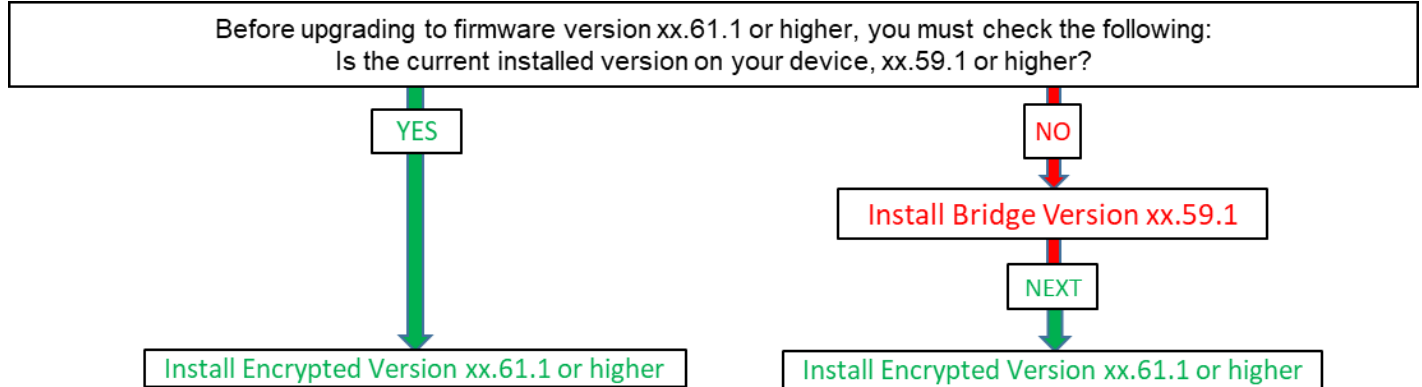 Before upgrading to firmware version xx.61.1 or higher, you must check the following:
Is the current installed version on your device, xx.59.1 or higher?
YES
NO
Install Bridge Version xx.59.1
NEXT
Install Encrypted Version xx.61.1 or higher
Install Encrypted Version xx.61.1 or higher